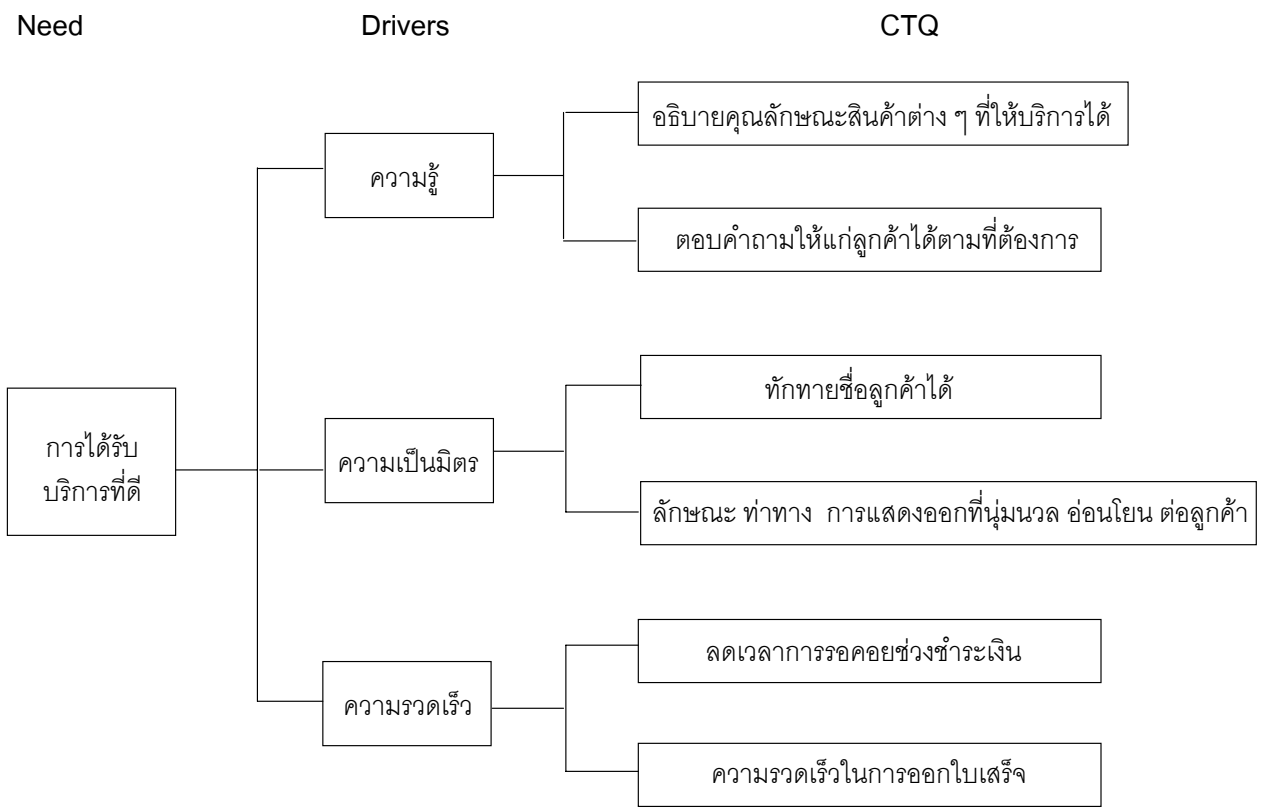 Need Drivers CTQ
อธิบายคุณลักษณะสินค้าต่าง ๆ ที่ให้บริการได้
ความรู้
ตอบคำถามให้แก่ลูกค้าได้ตามที่ต้องการ
ทักทายชื่อลูกค้าได้
การได้รับ
บริการที่ดี
ความเป็นมิตร
ลักษณะ ท่าทาง การแสดงออกที่นุ่มนวล อ่อนโยน ต่อลูกค้า
ลดเวลาการรอคอยช่วงชำระเงิน
ความรวดเร็ว
ความรวดเร็วในการออกใบเสร็จ